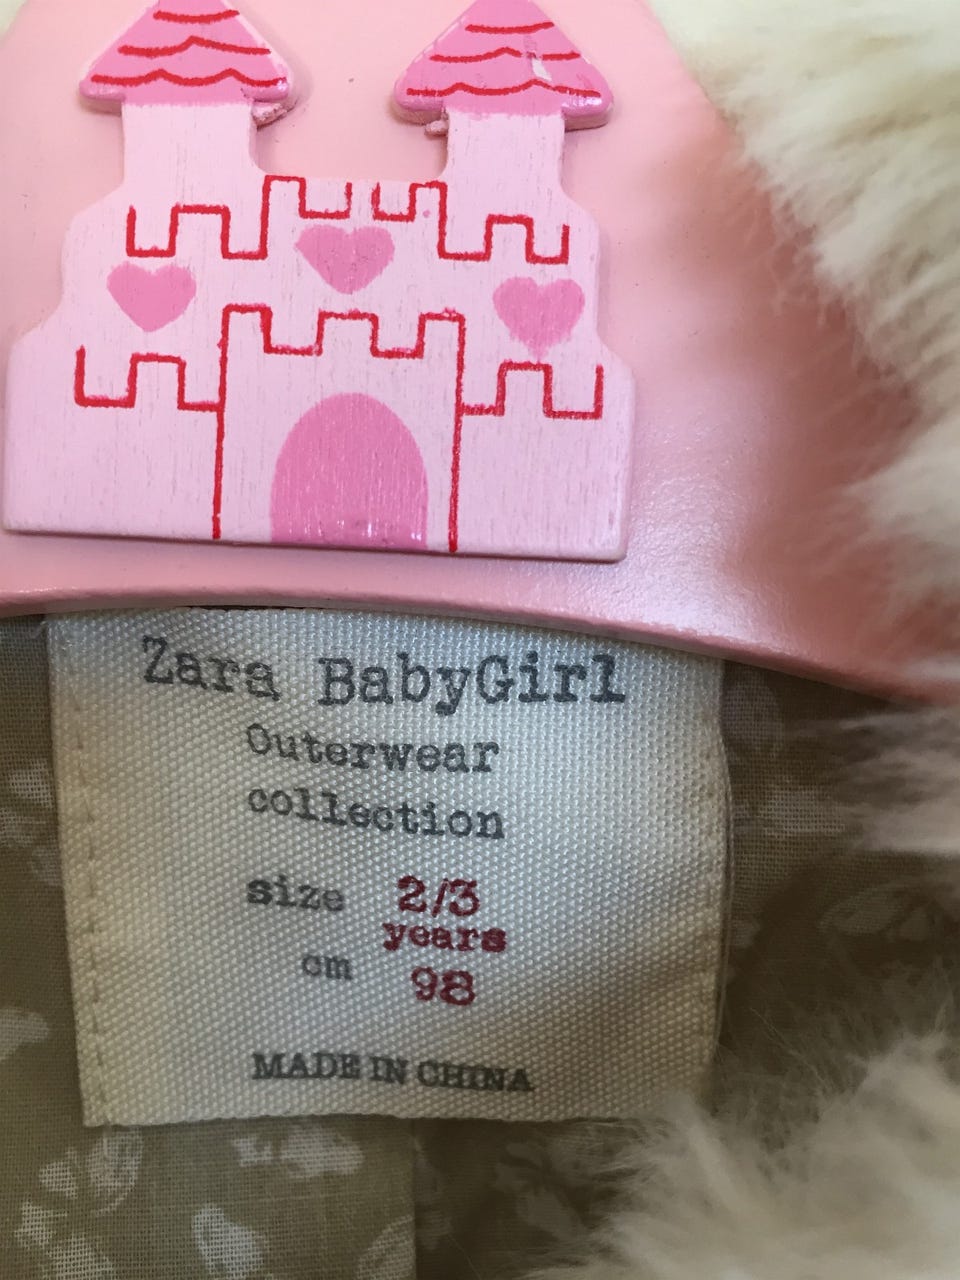 Zara BabyGirl
Outerwear
collection
size 2/3
years
cm 98
MADE IN CHINA